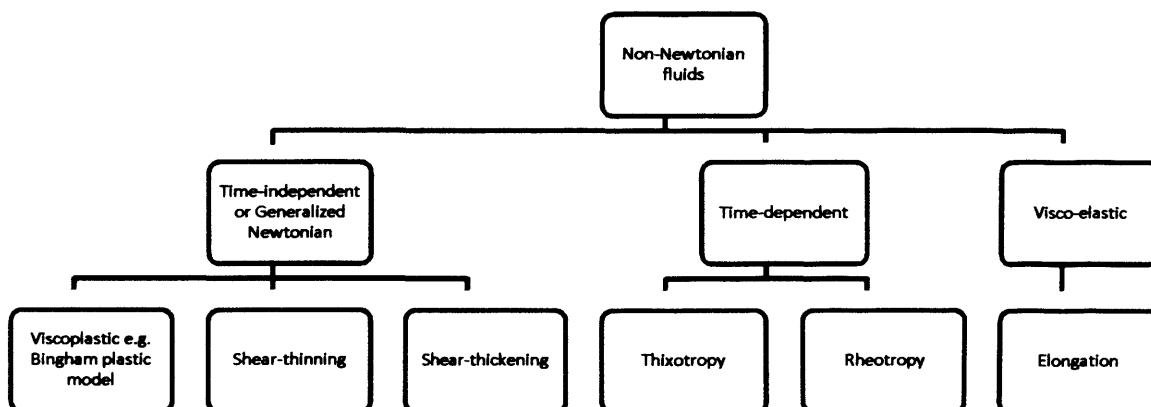 Non-Newtonian
fluids
Time-independent
or Generalized
Newtonian
Time-dependent
Visco-elastic
Viscoplastic e.g.
Bingham plastic
model
Shear-thinning
Shear-thickening
Thixotropy
Rheotropy
Elongation